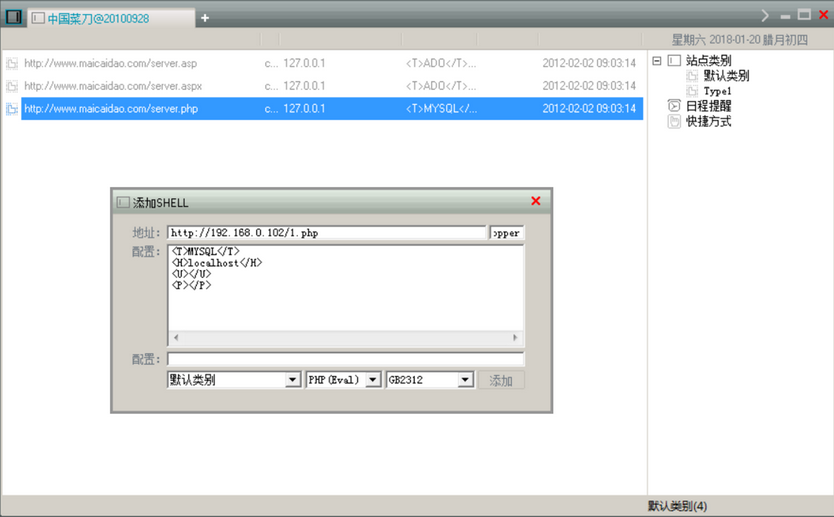 中国菜刀@20100928
+
星期六 2018-01-20 腊月初四
http://www.maicaidao.com/server.asp c... 127.0.0.1 <T>ADO</T>... 2012-02-02 09:03:14
http://www.maicaidao.com/server.aspx c... 127.0.0.1 <T>ADO</T>... 2012-02-02 09:03:14
http://www.maicaidao.com/server.php c... 127.0.0.1 <T>MYSQL</... 2012-02-02 09:03:14
站点类别
默认类别
Type1
日程提醒
快捷方式
添加SHELL
地址: http://192.168.0.102/1.php opper
配置: <T>MYSQL</T>
<H>localhost</H>
<U></U>
<P></P>
配置:
默认类别 PHP(Eval) GB2312 添加
默认类别(4)